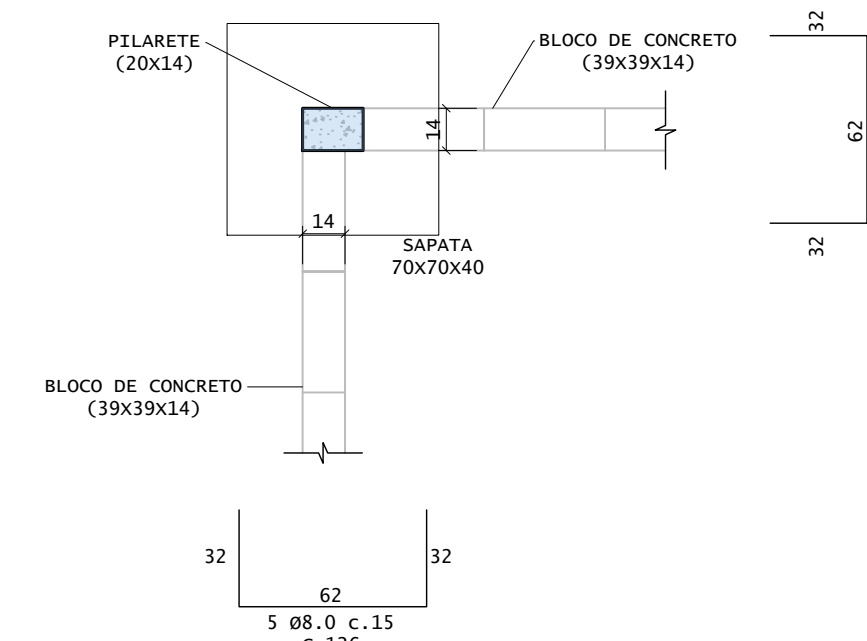 PILARETE
(20x14)
BLOCO DE CONCRETO
(39x39x14)
32
62
32
14
14
SAPATA
70x70x40
BLOCO DE CONCRETO
(39x39x14)
32
32
62
5 Ø8.0 c.15